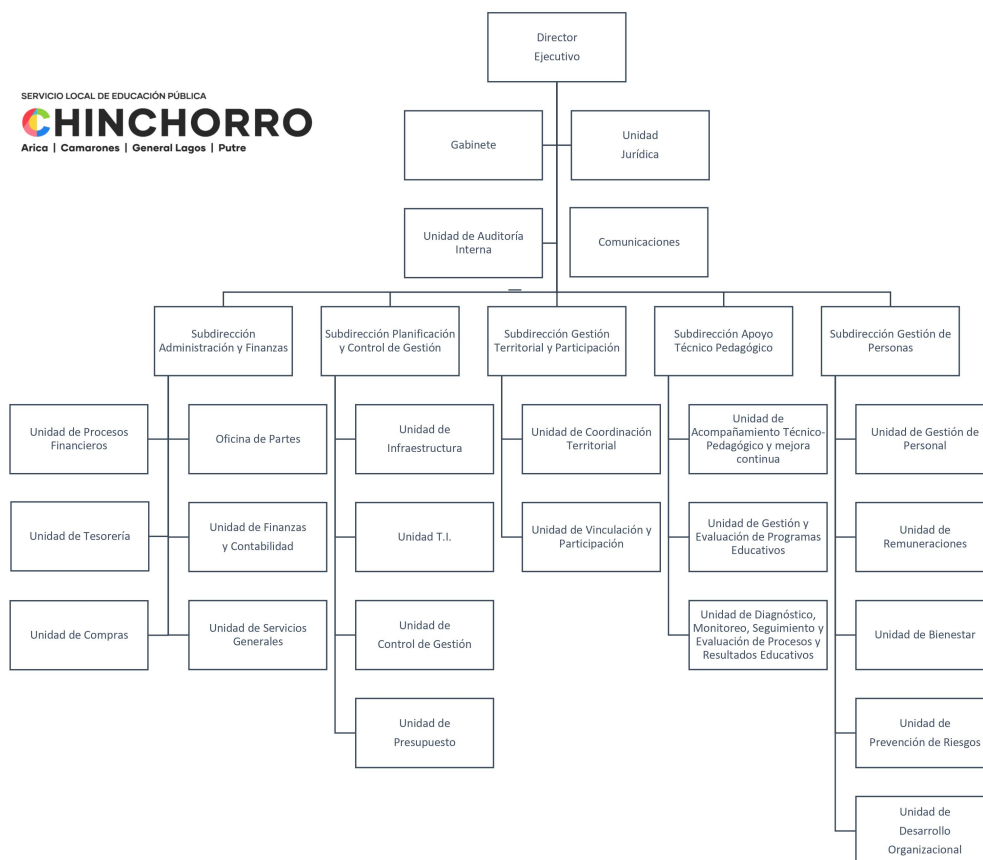 Director
Ejecutivo
SERVICIO LOCAL DE EDUCACIÓN PÚBLICA
CHINCHORRO
Arica | Camarones | General Lagos | Putre
Gabinete
Unidad
Jurídica
Unidad de Auditoría
Interna
Comunicaciones
Subdirección
Administración y Finanzas
Subdirección Planificación
y Control de Gestión
Subdirección Gestión
Territorial y Participación
Subdirección Apoyo
Técnico Pedagógico
Subdirección Gestión de
Personas
Unidad de Procesos
Financieros
Oficina de Partes
Unidad de
Infraestructura
Unidad de Coordinación
Territorial
Unidad de
Acompañamiento Técnico-
Pedagógico y mejora
continua
Unidad de Gestión de
Personal
Unidad de Tesorería
Unidad de Finanzas
y Contabilidad
Unidad T.I.
Unidad de Vinculación y
Participación
Unidad de Gestión y
Evaluación de Programas
Educativos
Unidad de
Remuneraciones
Unidad de Compras
Unidad de Servicios
Generales
Unidad de
Control de Gestión
Unidad de Diagnóstico,
Monitoreo, Seguimiento y
Evaluación de Procesos y
Resultados Educativos
Unidad de Bienestar
Unidad de
Presupuesto
Unidad de
Prevención de Riesgos
Unidad de
Desarrollo
Organizacional